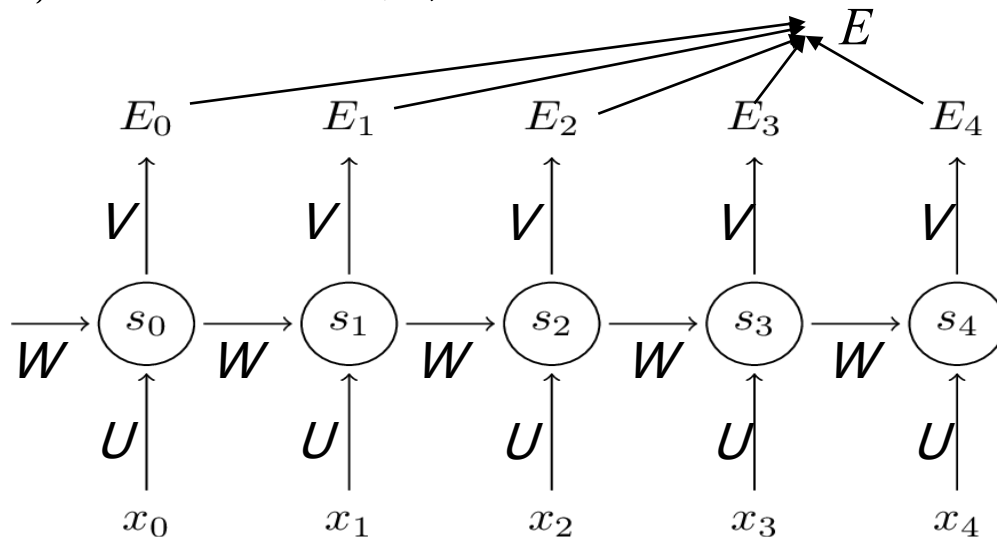 E
E₀ E₁ E₂ E₃ E₄
V V V V V
s₀ s₁ s₂ s₃ s₄
W W W W W
U U U U U
x₀ x₁ x₂ x₃ x₄